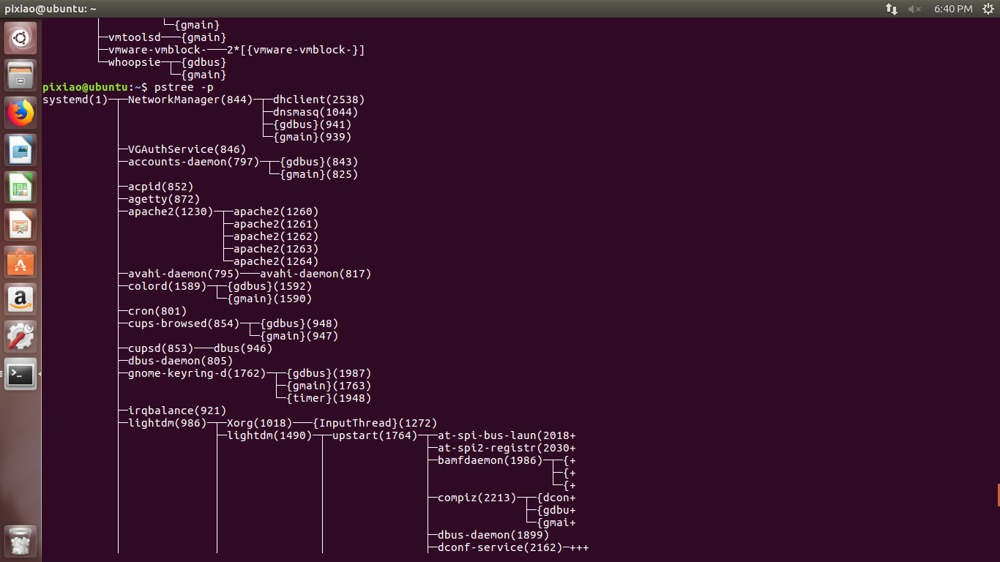 pixiao@ubuntu: ~ 6:40 PM
             └─{gmain}
├─vmtoolsd───{gmain}
├─vmware-vmblock-───2*[{vmware-vmblock-}]
└─whoopsie─┬─{gdbus}
           └─{gmain}
pixiao@ubuntu:~$ pstree -p
systemd(1)─┬─NetworkManager(844)─┬─dhclient(2538)
           │                     ├─dnsmasq(1044)
           │                     ├─{gdbus}(941)
           │                     └─{gmain}(939)
           ├─VGAuthService(846)
           ├─accounts-daemon(797)─┬─{gdbus}(843)
           │                      └─{gmain}(825)
           ├─acpid(852)
           ├─agetty(872)
           ├─apache2(1230)─┬─apache2(1260)
           │               ├─apache2(1261)
           │               ├─apache2(1262)
           │               ├─apache2(1263)
           │               └─apache2(1264)
           ├─avahi-daemon(795)───avahi-daemon(817)
           ├─colord(1589)─┬─{gdbus}(1592)
           │              └─{gmain}(1590)
           ├─cron(801)
           ├─cups-browsed(854)─┬─{gdbus}(948)
           │                   └─{gmain}(947)
           ├─cupsd(853)───dbus(946)
           ├─dbus-daemon(805)
           ├─gnome-keyring-d(1762)─┬─{gdbus}(1987)
           │                       ├─{gmain}(1763)
           │                       └─{timer}(1948)
           ├─irqbalance(921)
           ├─lightdm(986)─┬─Xorg(1018)───{InputThread}(1272)
           │              ├─lightdm(1490)─┬─upstart(1764)─┬─at-spi-bus-laun(2018+
           │              │               │               ├─at-spi2-registr(2030+
           │              │               │               ├─bamfdaemon(1986)─┬─{+
           │              │               │               │                  ├─{+
           │              │               │               │                  └─{+
           │              │               │               ├─compiz(2213)─┬─{dcon+
           │              │               │               │              ├─{gdbu+
           │              │               │               │              └─{gmai+
           │              │               │               ├─dbus-daemon(1899)
           │              │               │               ├─dconf-service(2162)─+++